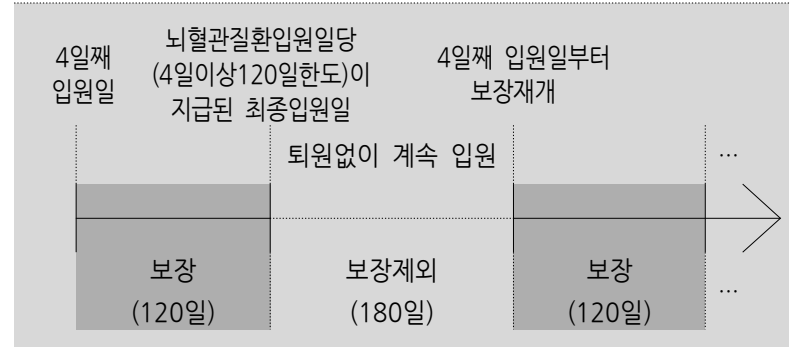 4일째
입원일
뇌혈관질환입원일당
(4일이상120일한도)이
지급된 최종입원일
4일째 입원일부터
보장재개
퇴원없이 계속 입원
…
보장
(120일)
보장제외
(180일)
보장
(120일)
…